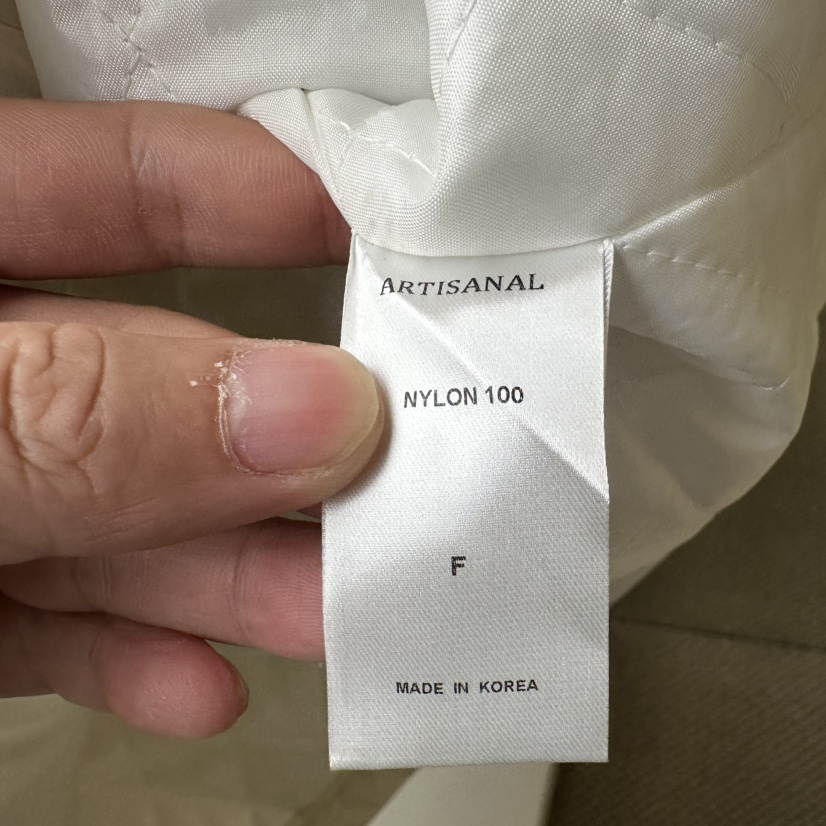 ARTISANAL
NYLON 100
F
MADE IN KOREA